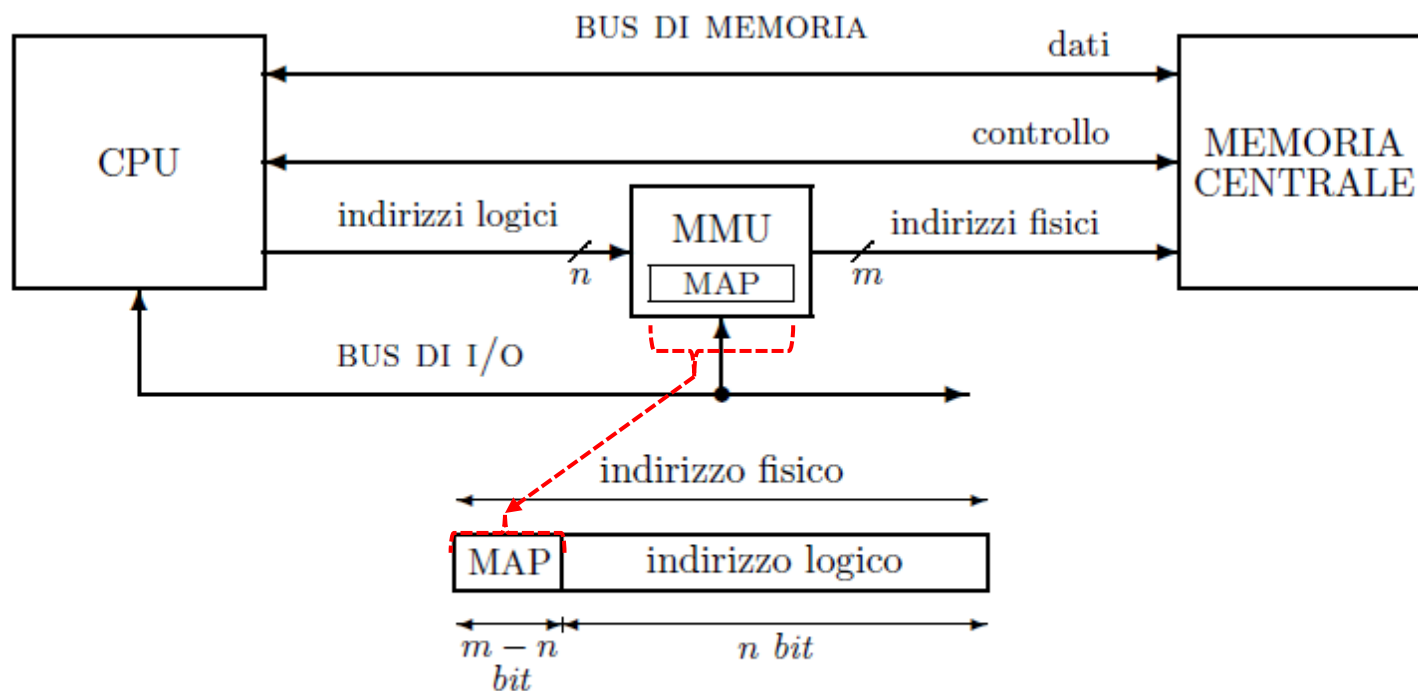 BUS DI MEMORIA
dati
CPU
controllo
MEMORIA
CENTRALE
indirizzi logici
n
MMU
MAP
indirizzi fisici
m
BUS DI I/O
indirizzo fisico
MAP
indirizzo logico
m − n
bit
n bit